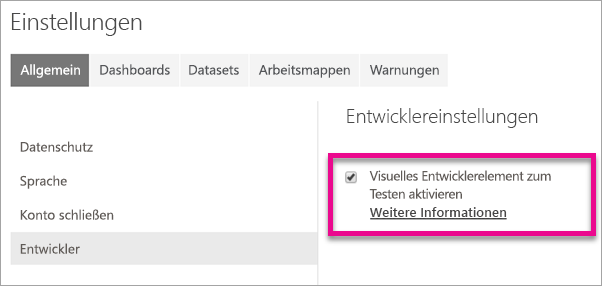 Einstellungen
Allgemein Dashboards Datasets Arbeitsmappen Warnungen
Datenschutz
Sprache
Konto schließen
Entwickler
Entwicklereinstellungen
Visuelles Entwicklerelement zum
Testen aktivieren
Weitere Informationen